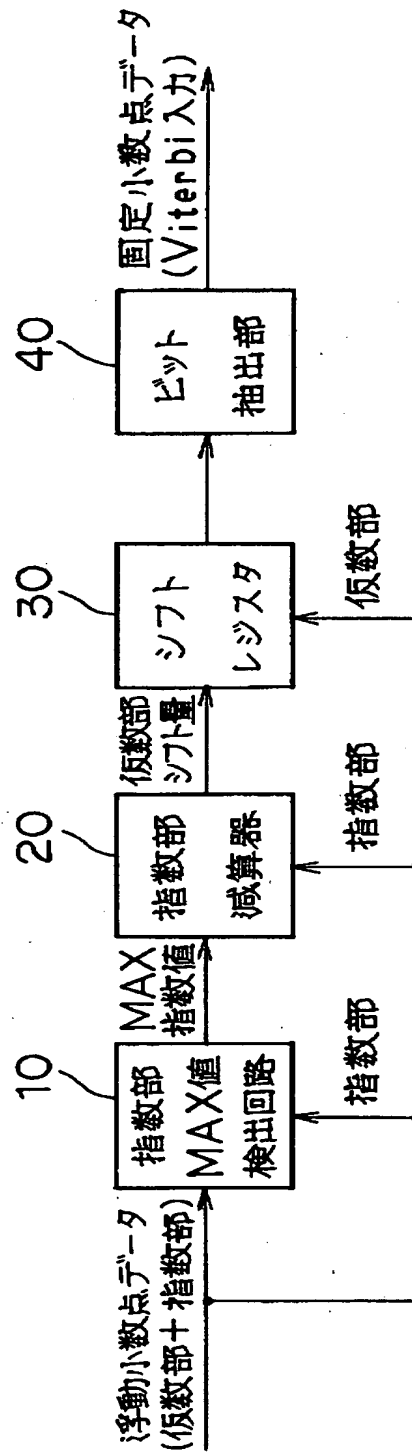 浮動小数点データ
(仮数部+指数部)
10
指数部
MAX値
検出回路
指数部
MAX
指数値
20
指数部
減算器
指数部
仮数部
シフト量
30
シフト
レジスタ
仮数部
40
ビット
抽出部
固定小数点データ
(Viterbi入力)